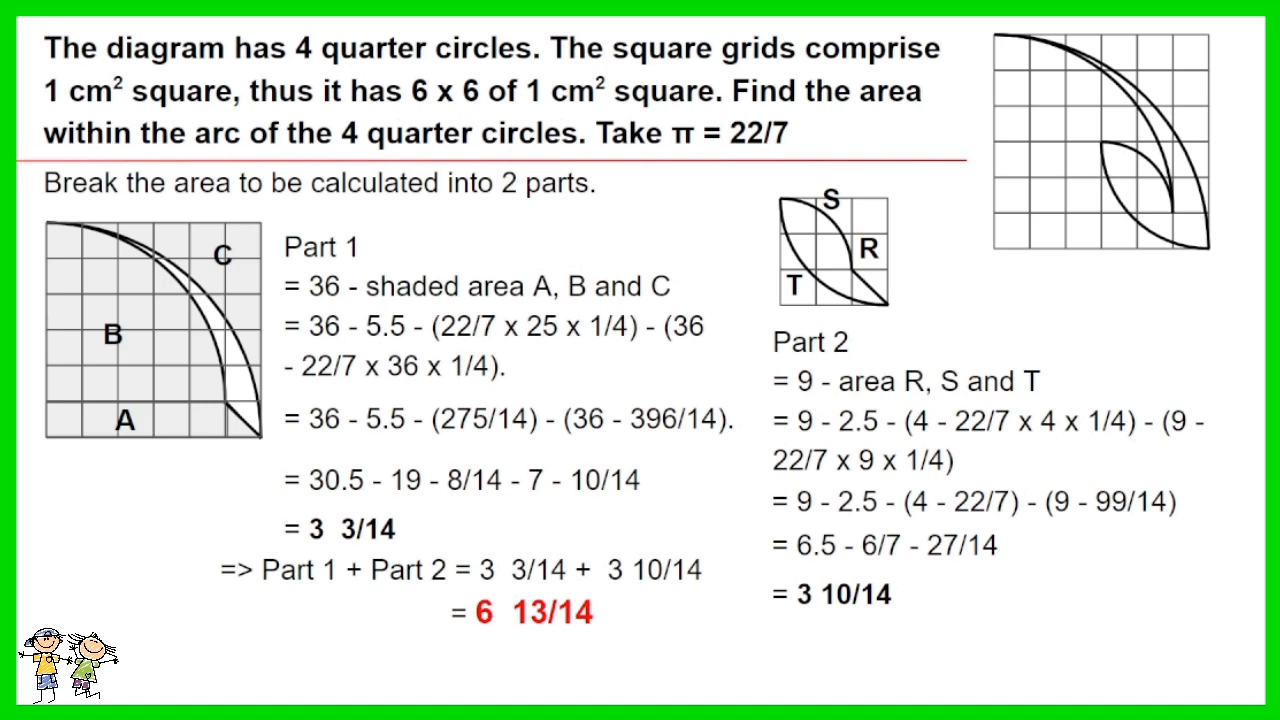 The diagram has 4 quarter circles. The square grids comprise
1 cm² square, thus it has 6 x 6 of 1 cm² square. Find the area
within the arc of the 4 quarter circles. Take π = 22/7
Break the area to be calculated into 2 parts.
C
B
A
Part 1
= 36 - shaded area A, B and C
= 36 - 5.5 - (22/7 x 25 x 1/4) - (36
- 22/7 x 36 x 1/4).
= 36 - 5.5 - (275/14) - (36 - 396/14).
= 30.5 - 19 - 8/14 - 7 - 10/14
= 3 3/14
=> Part 1 + Part 2 = 3 3/14 + 3 10/14
= 6 13/14
S
R
T
Part 2
= 9 - area R, S and T
= 9 - 2.5 - (4 - 22/7 x 4 x 1/4) - (9 -
22/7 x 9 x 1/4)
= 9 - 2.5 - (4 - 22/7) - (9 - 99/14)
= 6.5 - 6/7 - 27/14
= 3 10/14